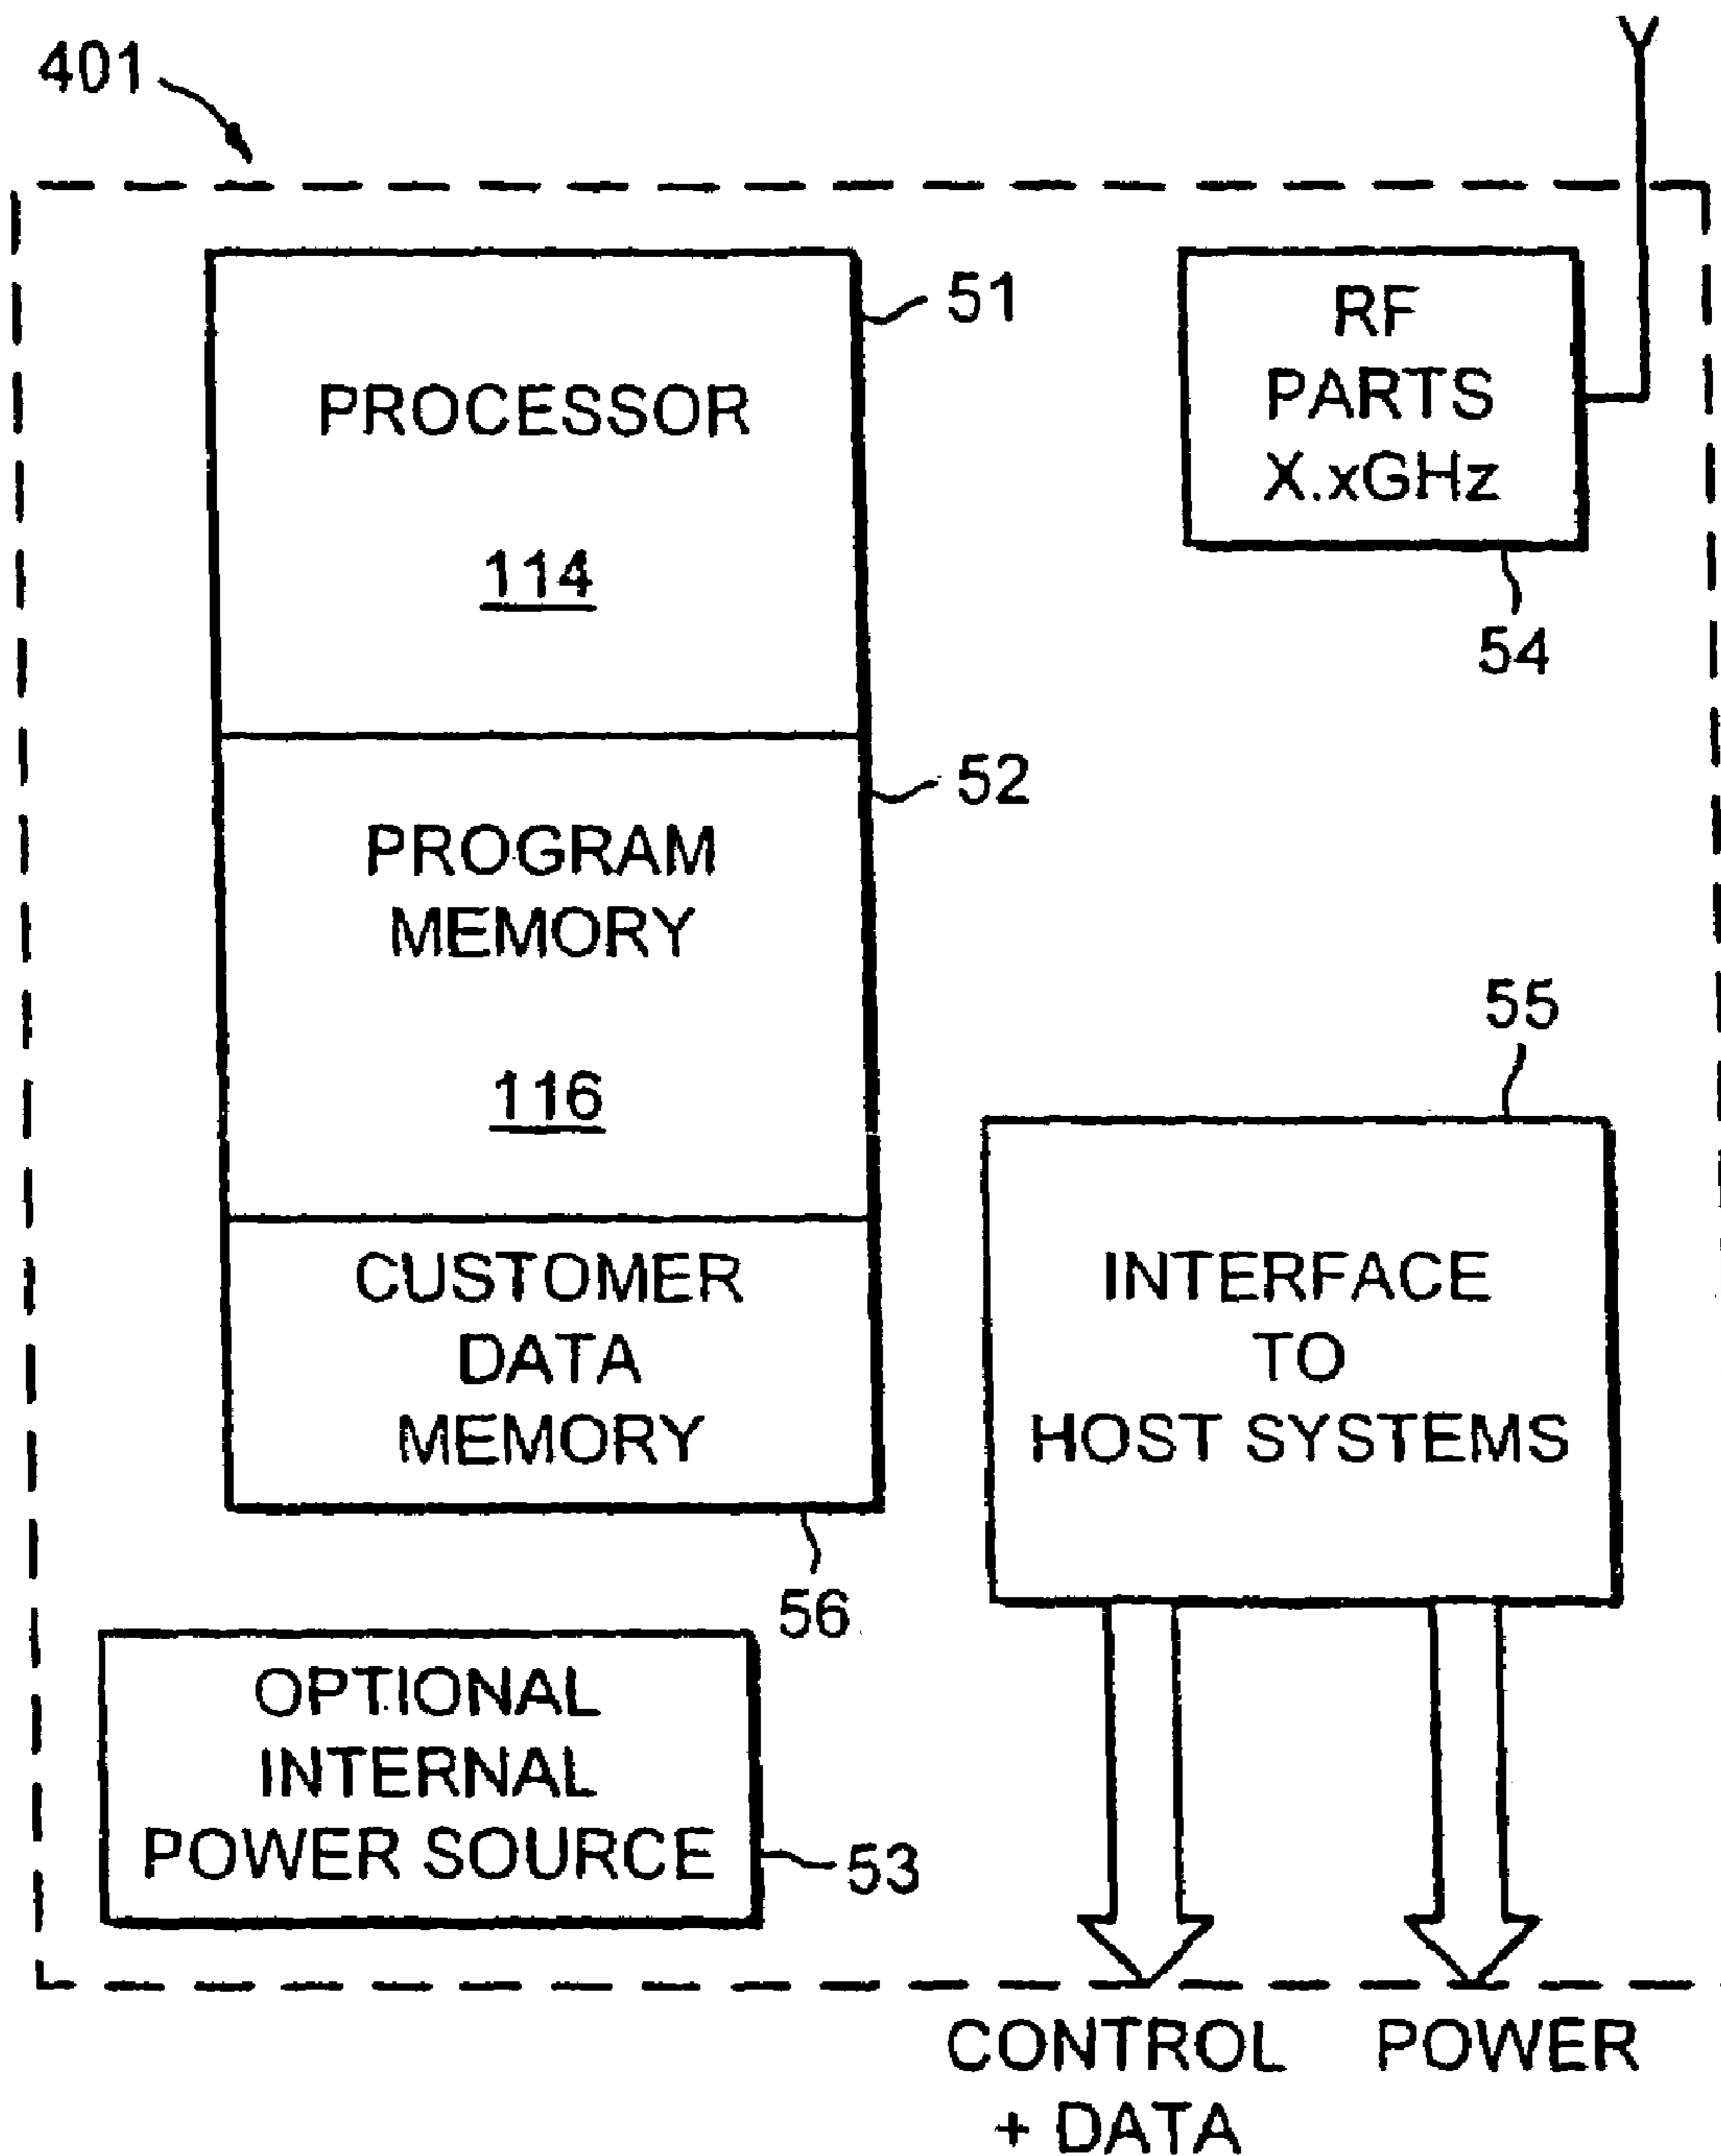 401
PROCESSOR
114
51
RF
PARTS
X.xGHz
54
PROGRAM
MEMORY
116
52
CUSTOMER
DATA
MEMORY
56
55
INTERFACE
TO
HOST SYSTEMS
OPTIONAL
INTERNAL
POWER SOURCE
53
CONTROL
+ DATA
POWER